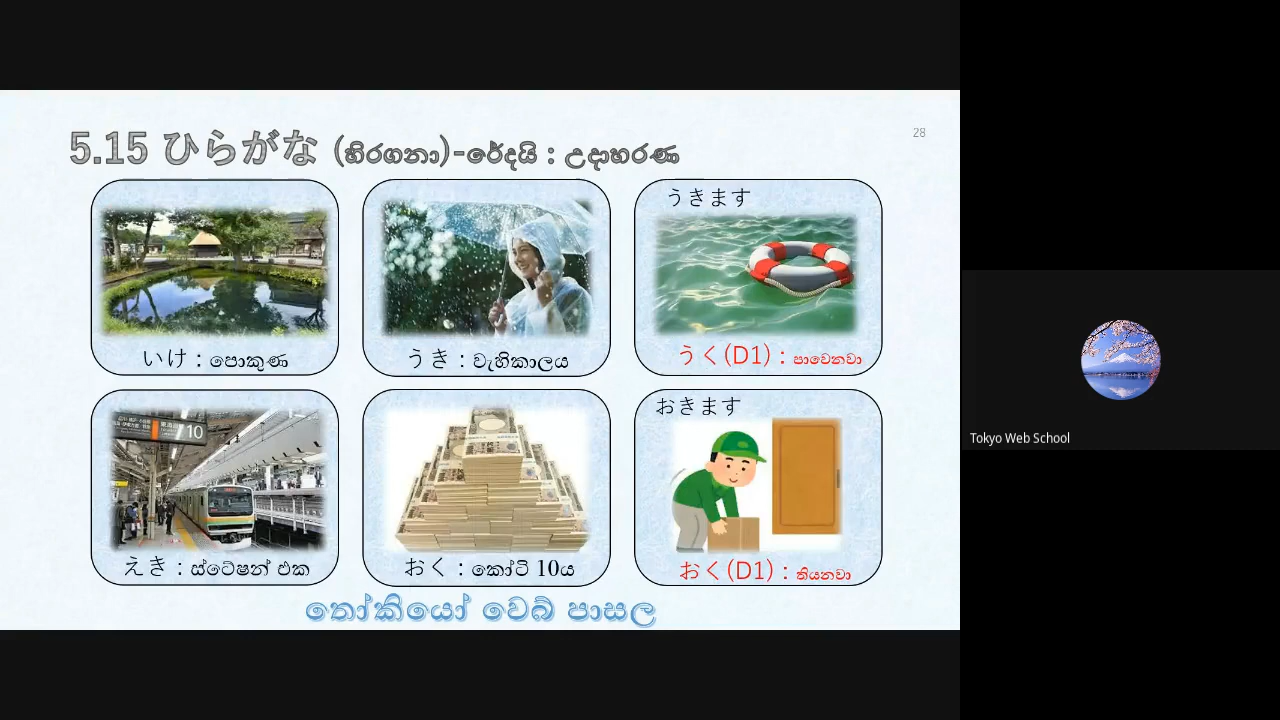 5.15 ひらがな (හිරගනා)-රේදයි : උදාහරණ
28
いけ : පොකුණ
うき : වැහිකාලය
うきます
うく(D1) : පාවෙනවා
10
えき : ස්ටේෂන් එක
おく : කෝටි 10ය
おきます
おく(D1) : තියනවා
තෝකියෝ වෙබ් පාසල
Tokyo Web School